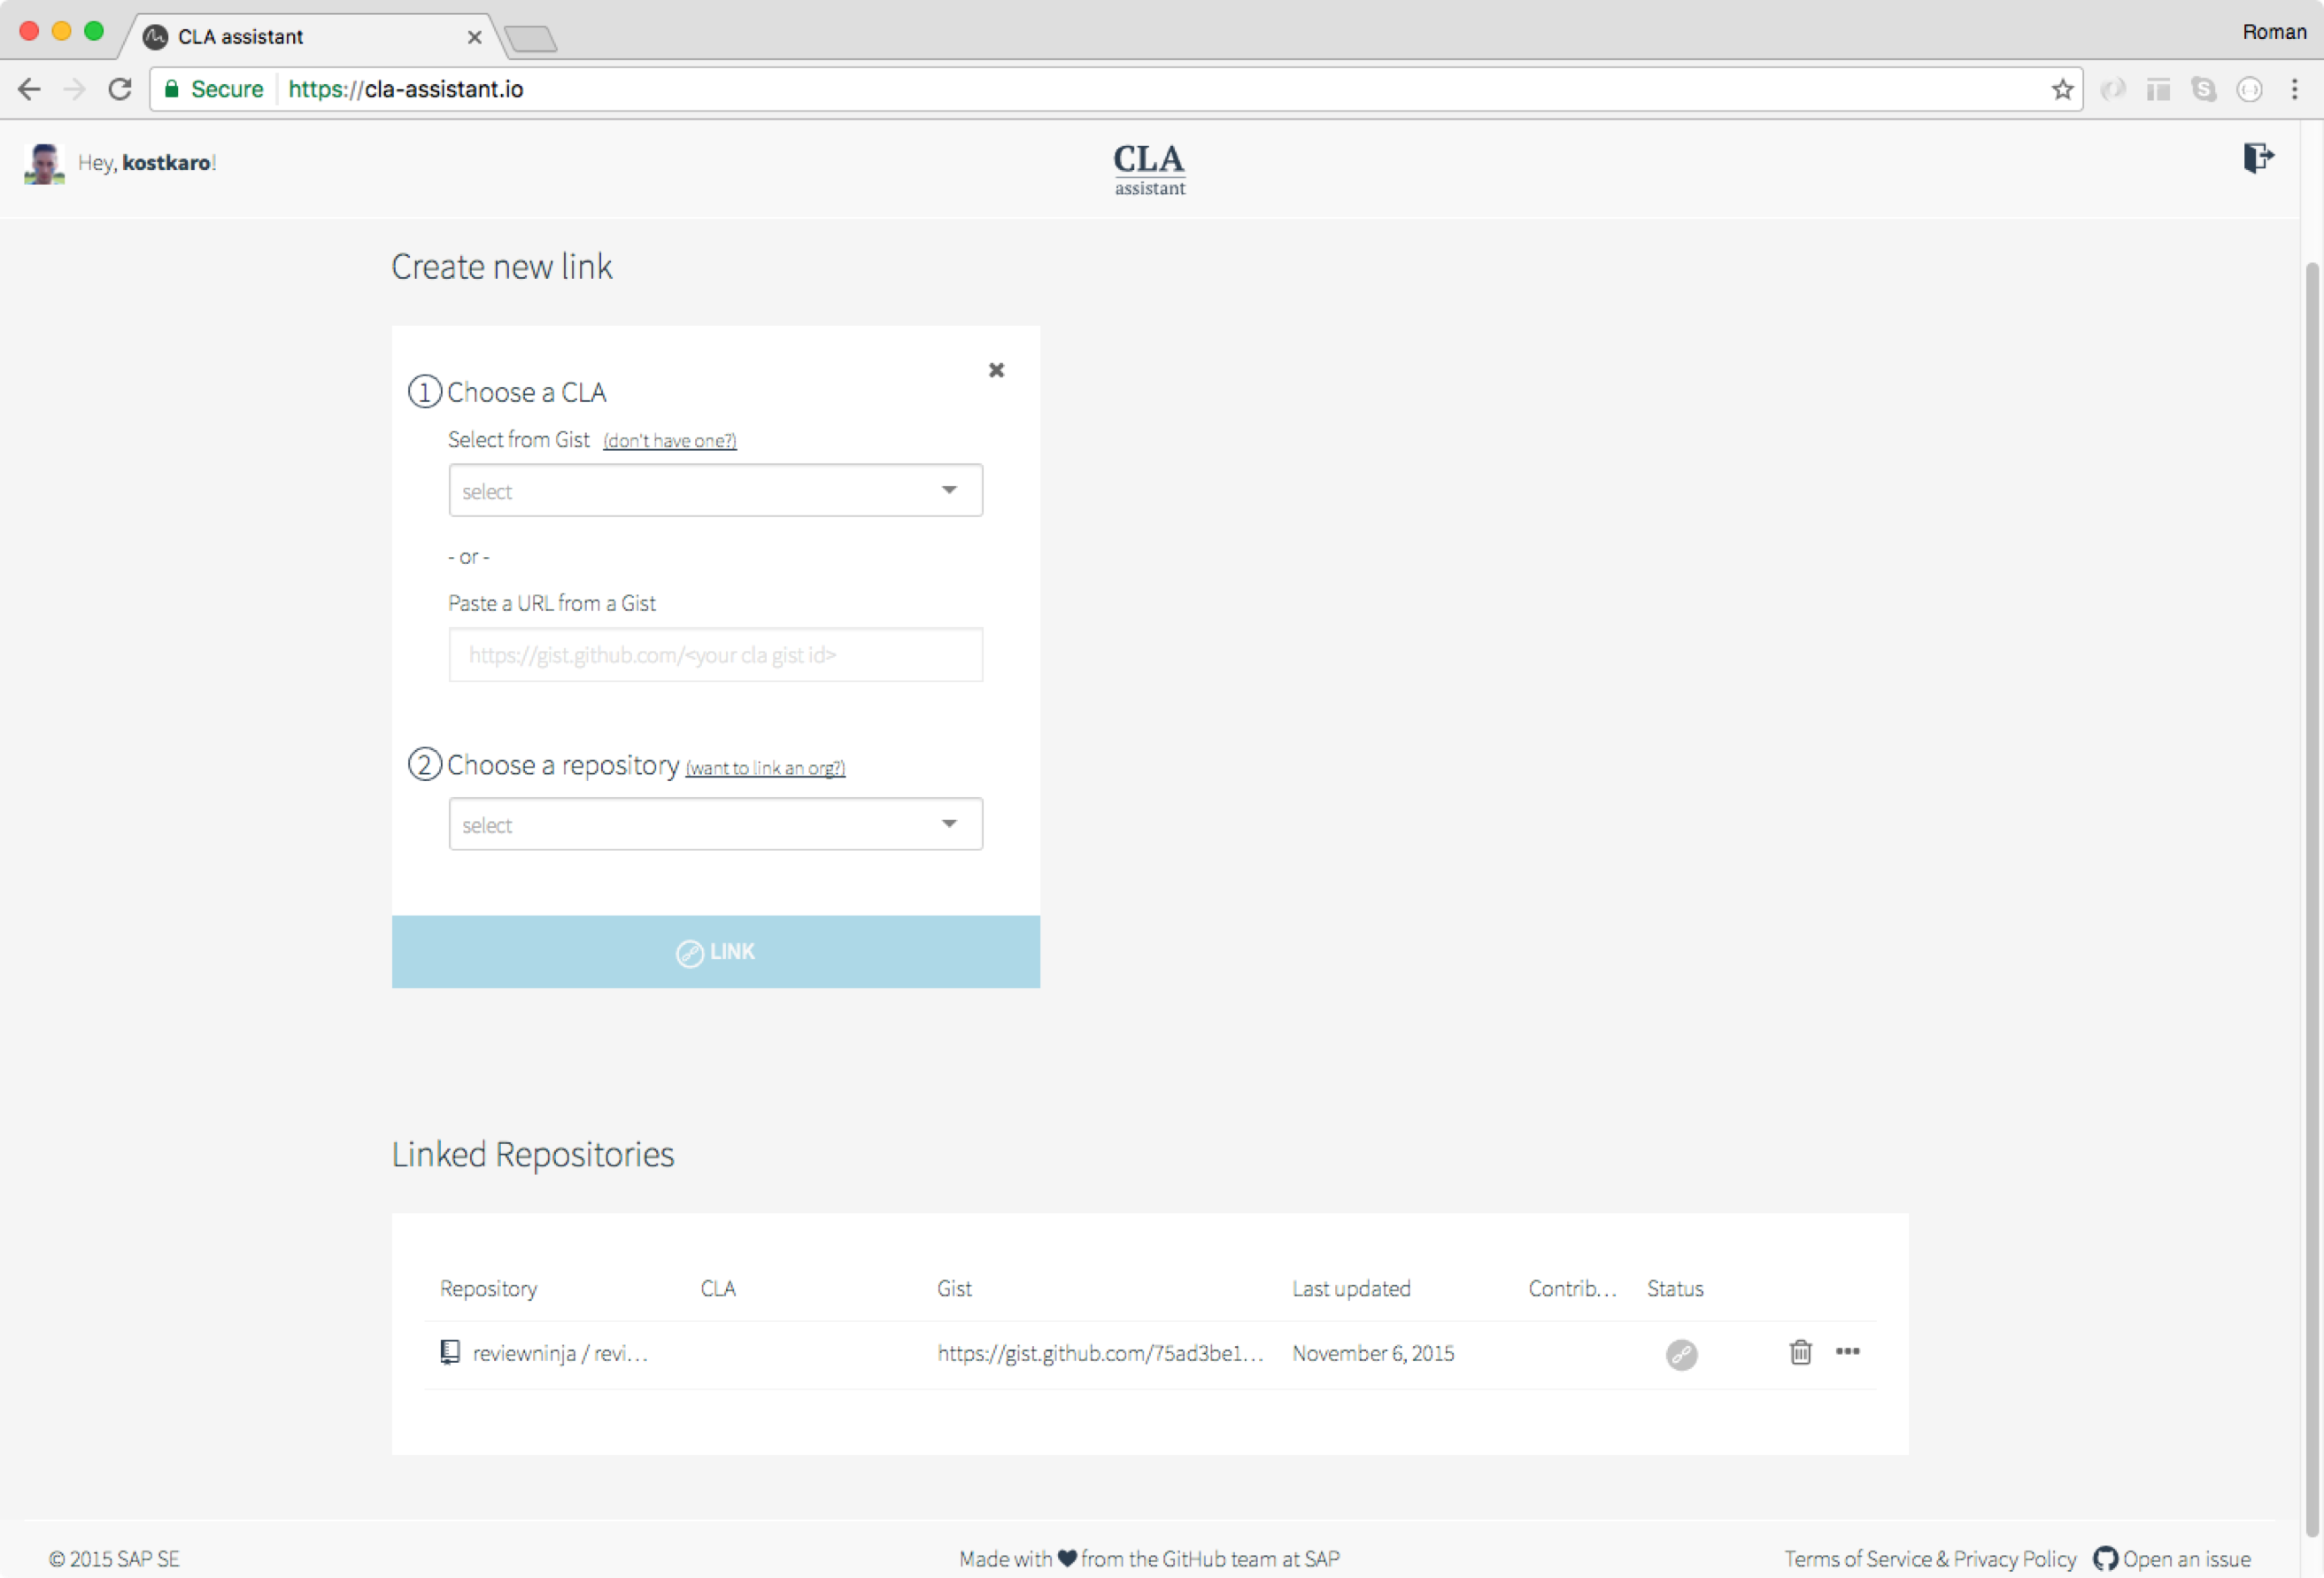 CLA assistant
Roman
Secure https://cla-assistant.io
Hey, kostkaro!
CLA
assistant
Create new link
1 Choose a CLA
Select from Gist (don't have one?)
select
- or -
Paste a URL from a Gist
https://gist.github.com/<your cla gist id>
2 Choose a repository (want to link an org?)
select
LINK
Linked Repositories
Repository CLA Gist Last updated Contrib... Status
reviewninja / revi... https://gist.github.com/75ad3be1... November 6, 2015
© 2015 SAP SE Made with from the GitHub team at SAP Terms of Service & Privacy Policy Open an issue